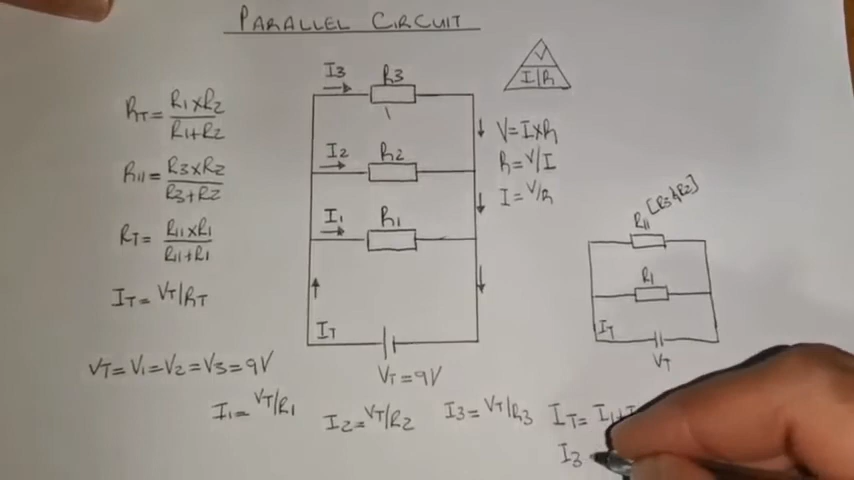 PARALLEL CIRCUIT
RT = R1 x R2 / R1 + R2
R11 = R3 x R2 / R3 + R2
RT = R11 x R1 / R11 + R1
IT = VT/RT
VT = V1 = V2 = V3 = 9V
I3
R3
I2
R2
I1
R1
IT
VT = 9V
V
I | R
V = I x R
R = V/I
I = V/R
R11 [R3 & R2]
R1
IT
VT
I1 = VT/R1
I2 = VT/R2
I3 = VT/R3
IT = I1 +
I3